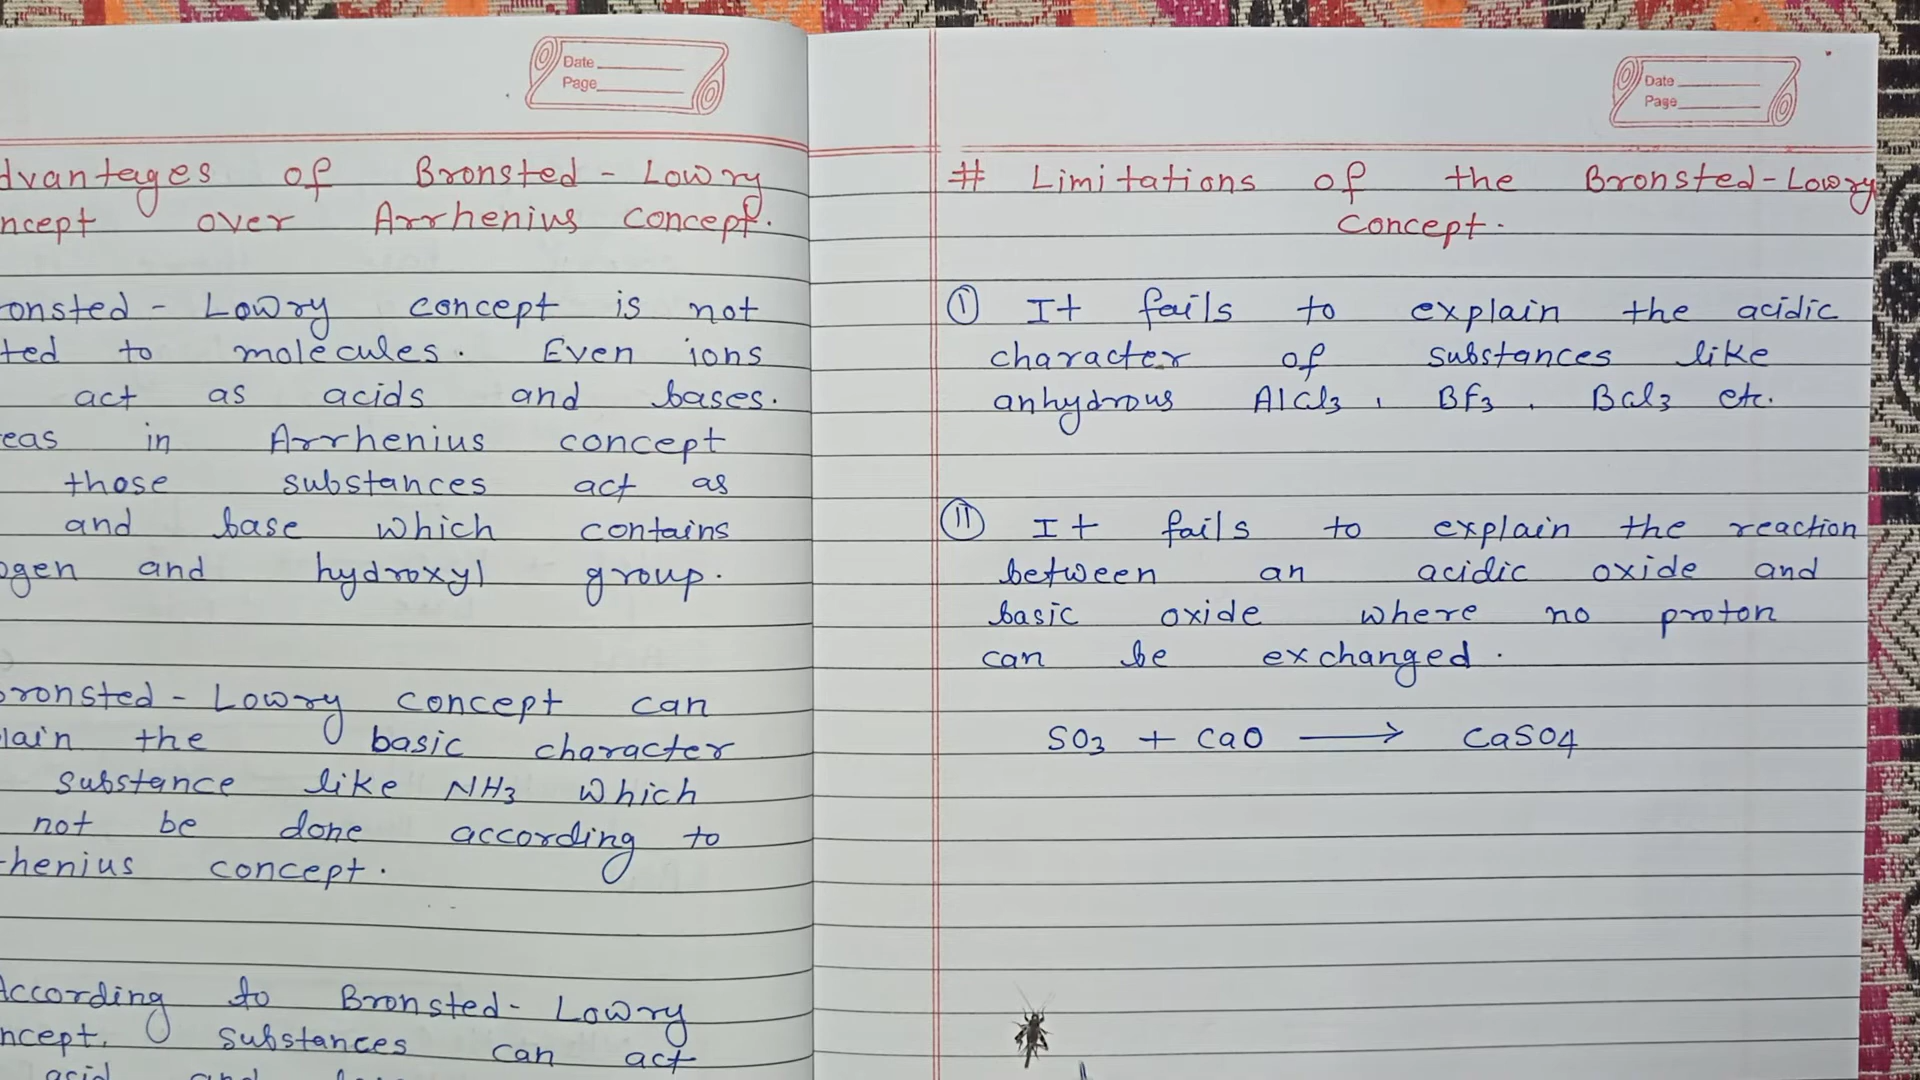 Date
Page
dvantages of Bronsted - Lowry
ncept over Arrhenius concept.
onsted - Lowry concept is not
ted to molecules. Even ions
act as acids and bases.
eas in Arrhenius concept
those substances act as
and base which contains
ogen and hydroxyl group.
Bronsted - Lowry concept can
lain the basic character
substance like NH3 which
not be done according to
rhenius concept.
According to Bronsted - Lowry
ncept, substances can act
acid and
Date
Page
# Limitations of the Bronsted-Lowry
Concept.
(I) It fails to explain the acidic
character of substances like
anhydrous AlCl3, BF3, BCl3 etc.
(II) It fails to explain the reaction
between an acidic oxide and
basic oxide where no proton
can be exchanged.
SO3 + CaO ⟶ CaSO4